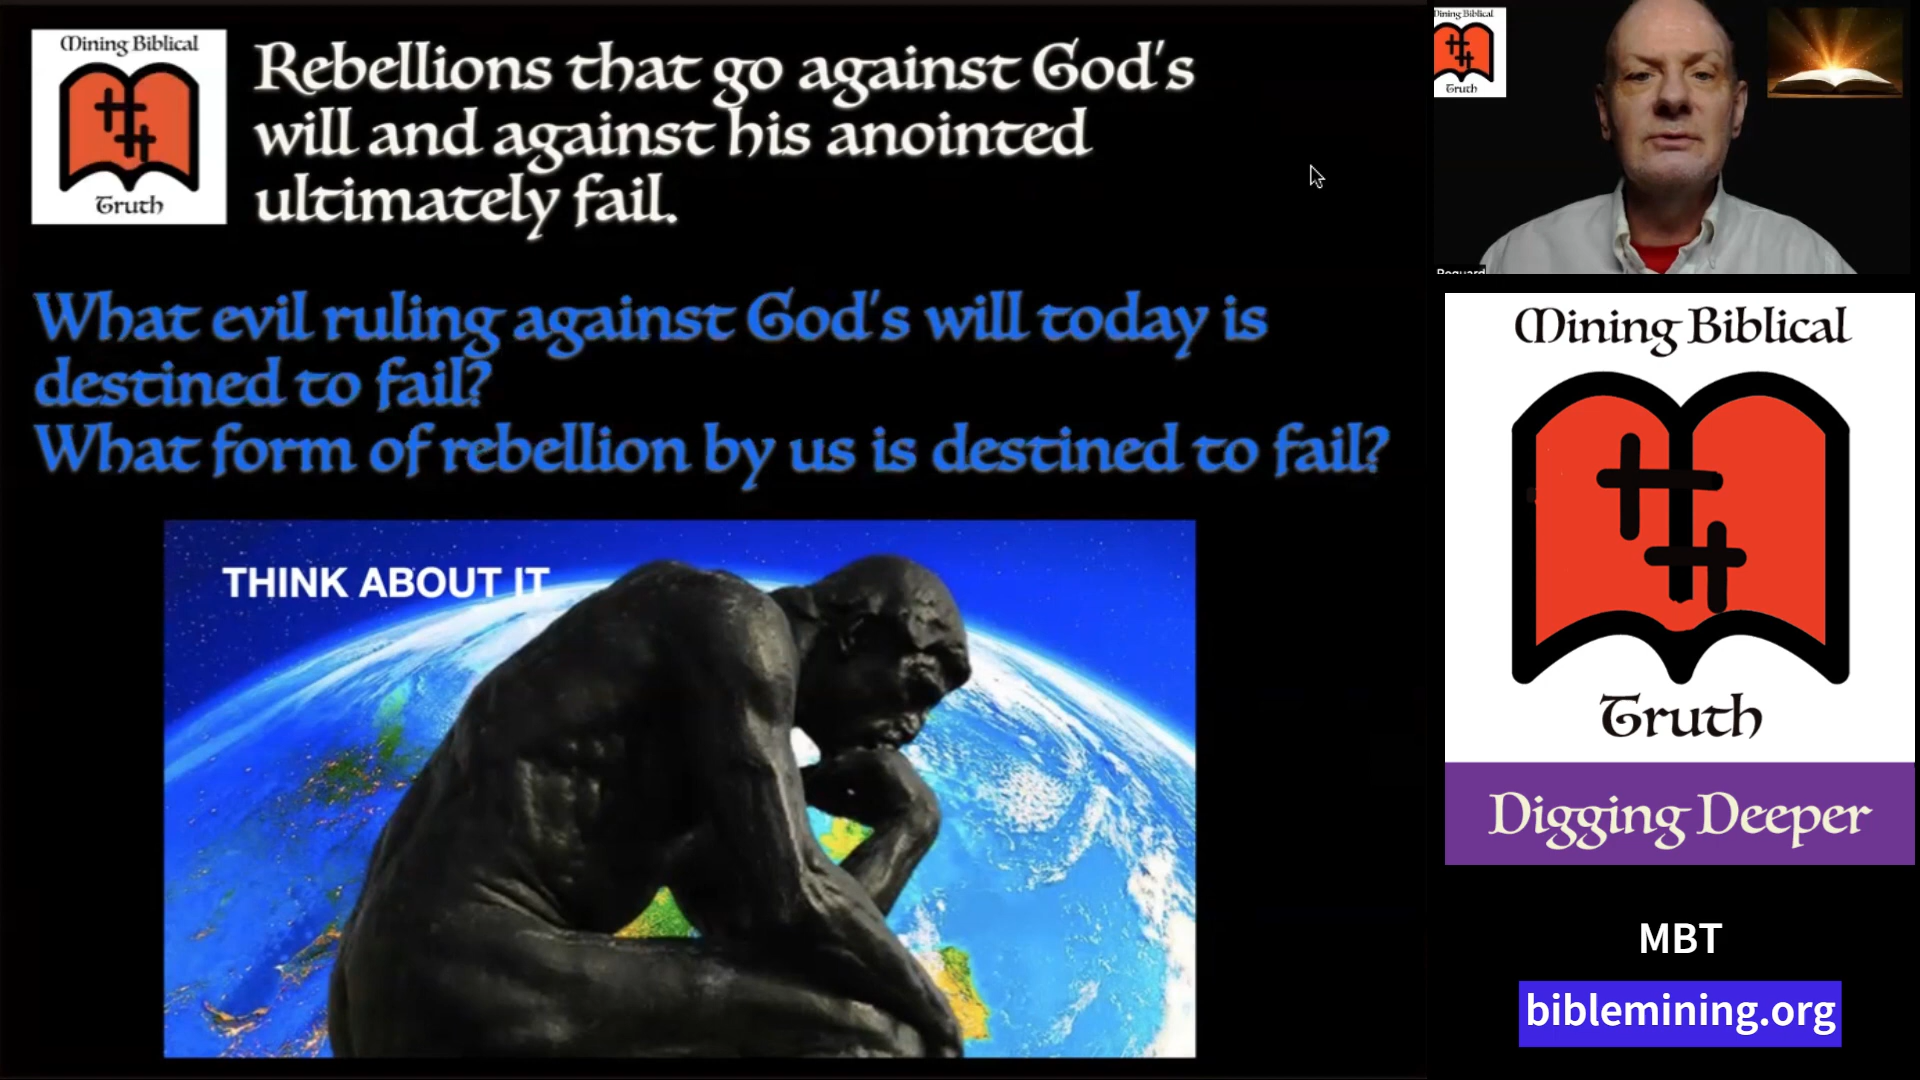 Mining Biblical
Truth
Rebellions that go against God's
will and against his anointed
ultimately fail.
What evil ruling against God's will today is
destined to fail?
What form of rebellion by us is destined to fail?
THINK ABOUT IT
Mining Biblical
Truth
Mining Biblical
Truth
Digging Deeper
MBT
biblemining.org